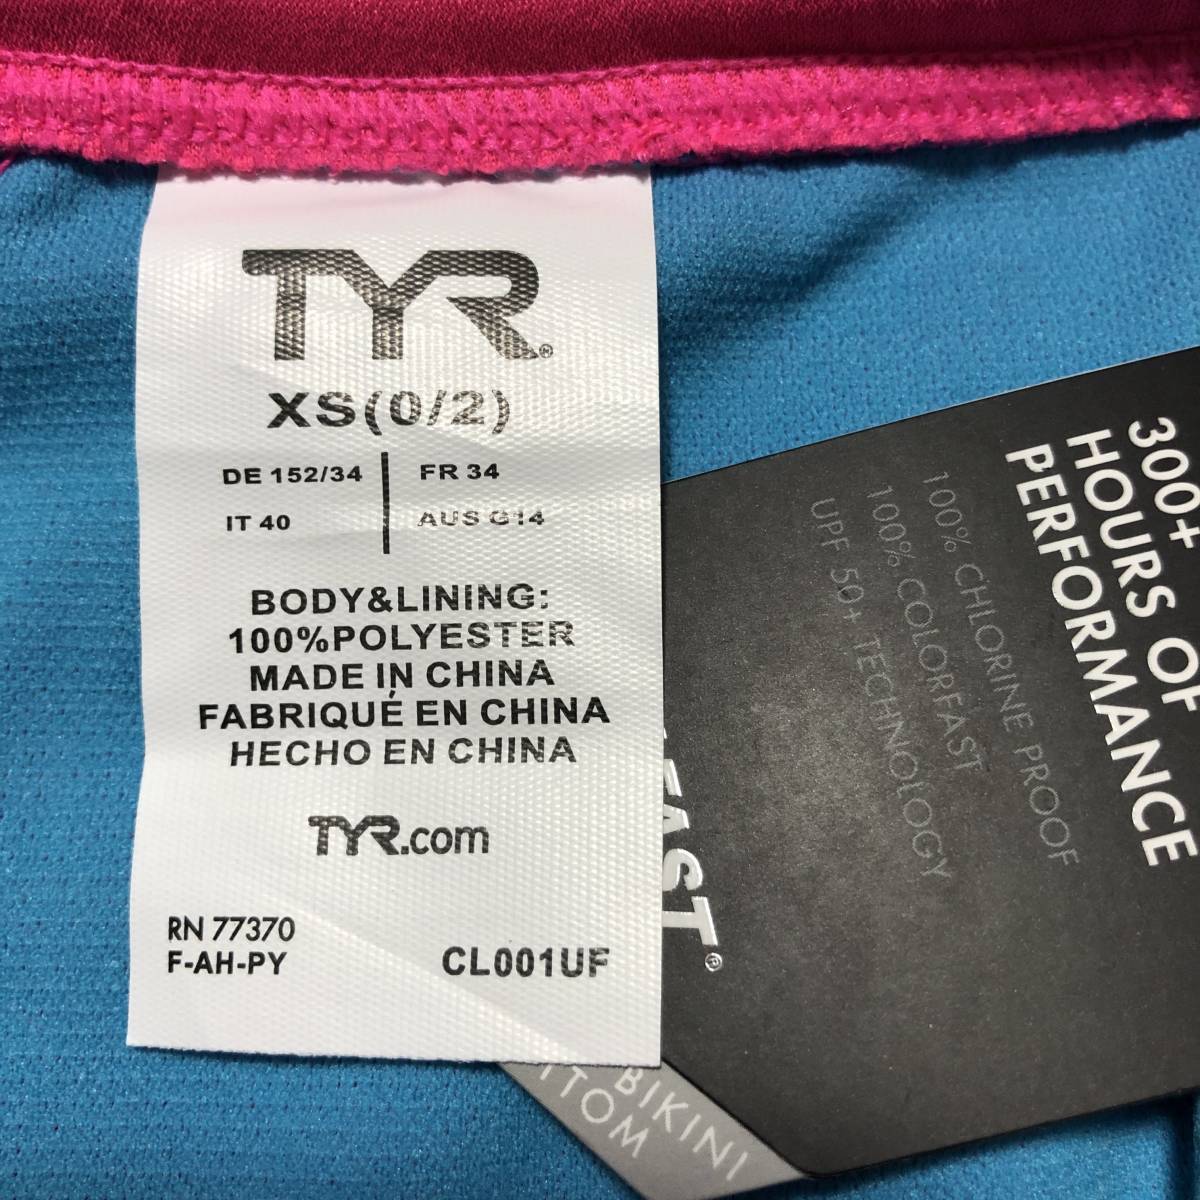 TYR®
XS(0/2)
DE 152/34
FR 34
IT 40
AUS G14
BODY&LINING:
100%POLYESTER
MADE IN CHINA
FABRIQUÉ EN CHINA
HECHO EN CHINA
TYR.com
RN 77370
F-AH-PY
CL001UF
300+
HOURS OF
PERFORMANCE
100% CHLORINE PROOF
100% COLORFAST
UPF 50+ TECHNOLOGY
FAST®
BIKINI
TTOM